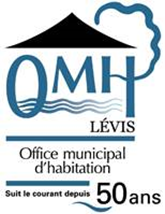 OMH
LÉVIS
Office municipal
d'habitation
Suit le courant depuis 50 ans